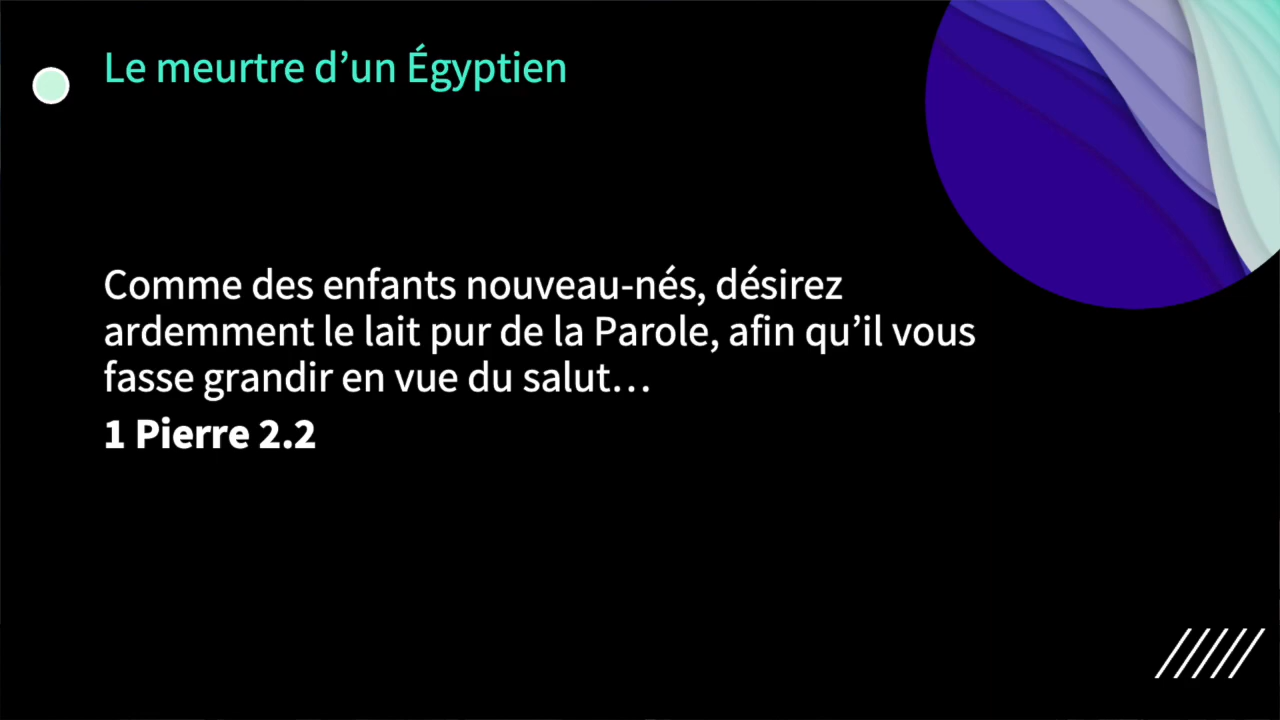 Le meurtre d’un Égyptien
Comme des enfants nouveau-nés, désirez
ardemment le lait pur de la Parole, afin qu’il vous
fasse grandir en vue du salut…
1 Pierre 2.2